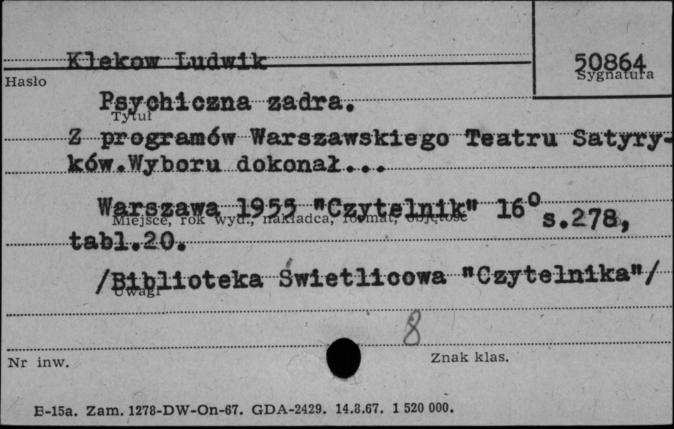 Klekow Ludwik
50864
Hasło
Sygnatura
Psychiczna zadra.
Tytuł
Z programów Warszawskiego Teatru Satyry-
ków.Wyboru dokonał...
Warszawa 1955 "Czytelnik" 16° s.278,
Miejsce, rok wyd., nakładca, format, objętość
tabl.20.
/Biblioteka Świetlicowa "Czytelnika"/
Uwagi
8
Nr inw.
Znak klas.
E-15a. Zam. 1278-DW-On-67. GDA-2429. 14.8.67. 1 520 000.